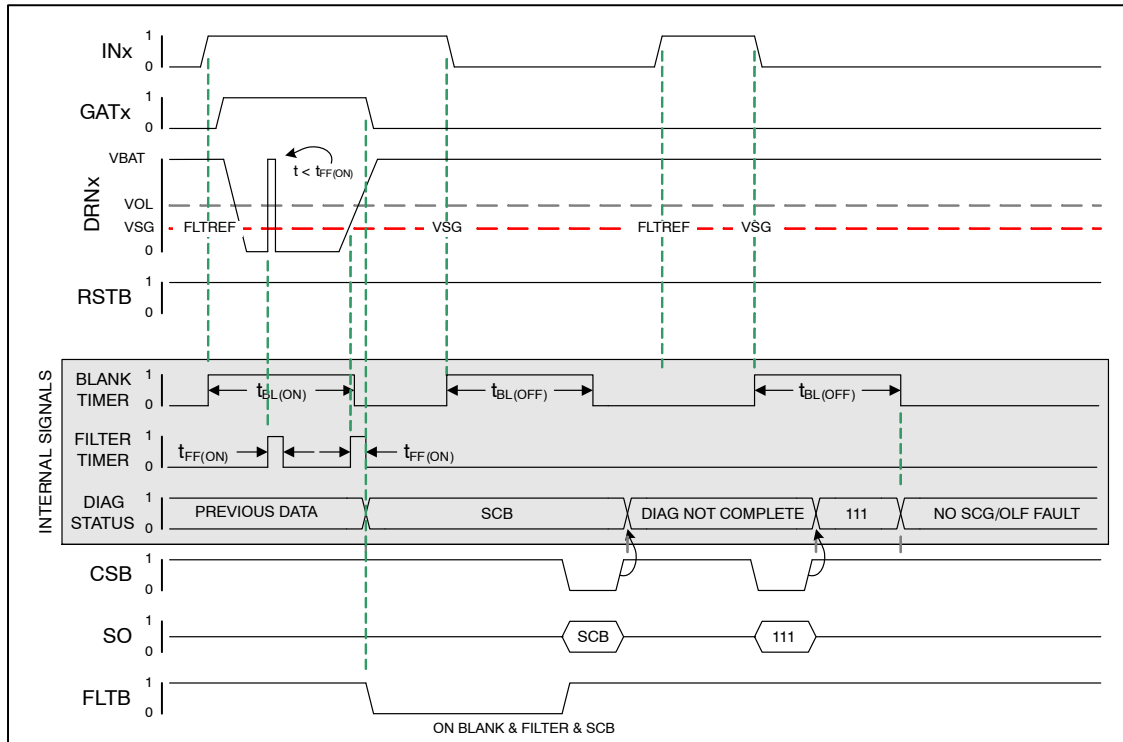 INx 1 0
GATx 1 0
DRNx VBAT VOL VSG
t < tFF(ON)
FLTREF VSG FLTREF VSG
0
RSTB 1 0
INTERNAL SIGNALS
BLANK TIMER 1 0
tBL(ON) tBL(OFF) tBL(OFF)
FILTER TIMER 1 0
tFF(ON) tFF(ON)
DIAG STATUS 1 0
PREVIOUS DATA SCB DIAG NOT COMPLETE 111 NO SCG/OLF FAULT
CSB 1 0
SO 1 0
SCB 111
FLTB 1 0
ON BLANK & FILTER & SCB